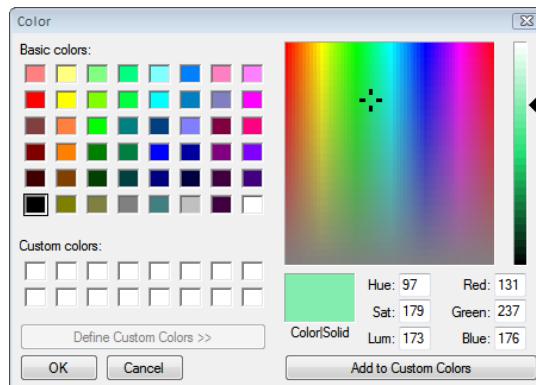 Color
Basic colors:
Custom colors:
Define Custom Colors >>
OK Cancel
Color|Solid
Hue: 97 Red: 131
Sat: 179 Green: 237
Lum: 173 Blue: 176
Add to Custom Colors